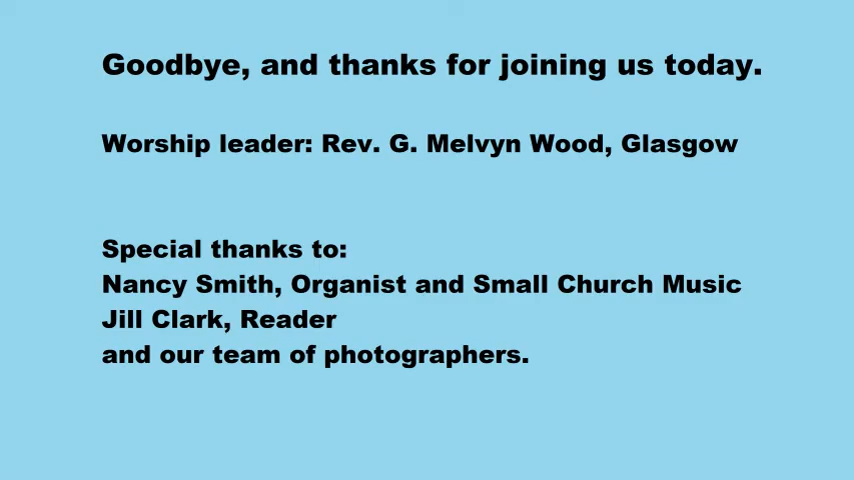 Goodbye, and thanks for joining us today.
Worship leader: Rev. G. Melvyn Wood, Glasgow
Special thanks to:
Nancy Smith, Organist and Small Church Music
Jill Clark, Reader
and our team of photographers.